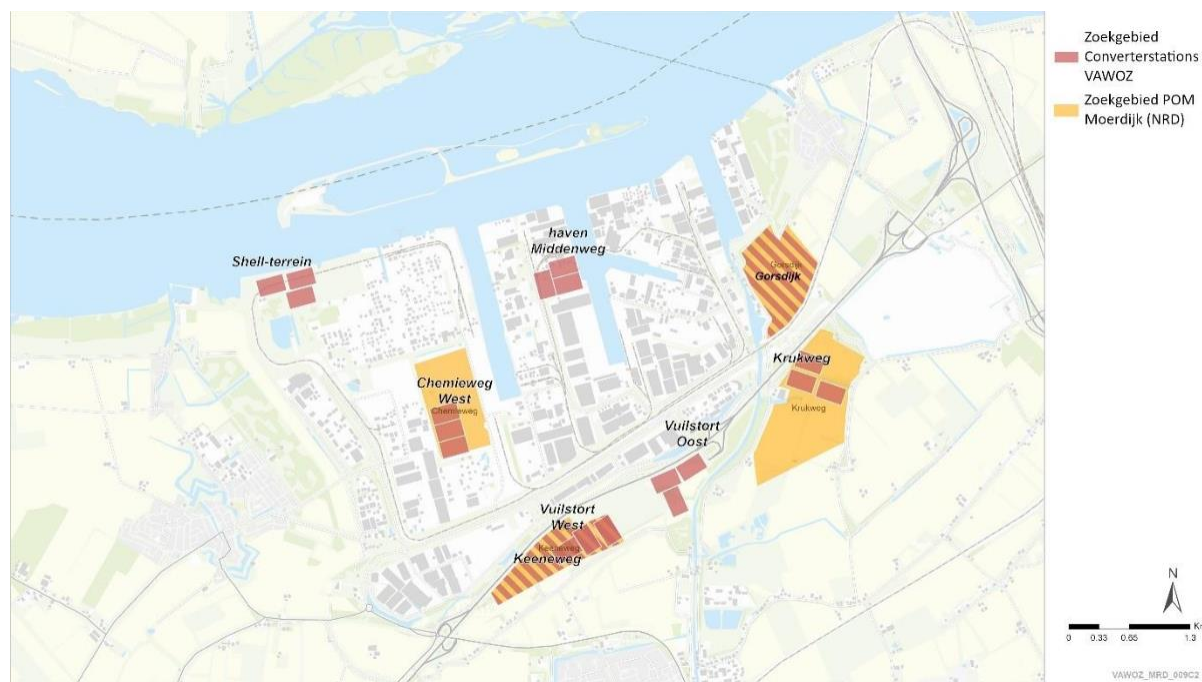 Zoekgebied
Converterstations
VAWOZ
Zoekgebied POM
Moerdijk (NRD)
haven
Middenweg
Shell-terrein
Gorsdijk
Gorsdijk
Krukweg
Krukweg
Chemieweg
West
Chemieweg
Vuilstort
Oost
Vuilstort
West
Keeneweg
Keeneweg
N
0 0.33 0.65 1.3
VAWOZ_MRD_009C2